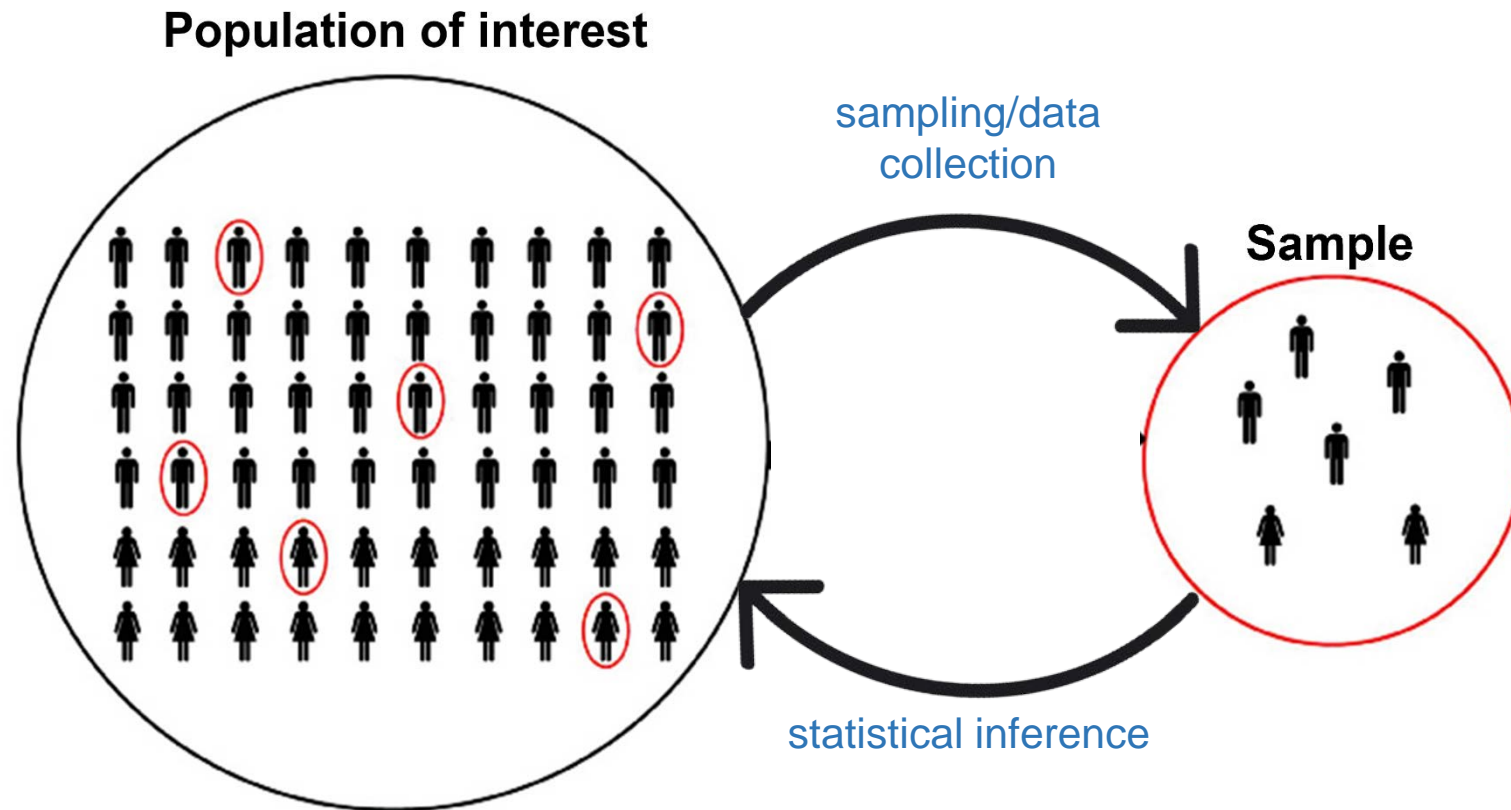 Population of interest
sampling/data
collection
Sample
statistical inference